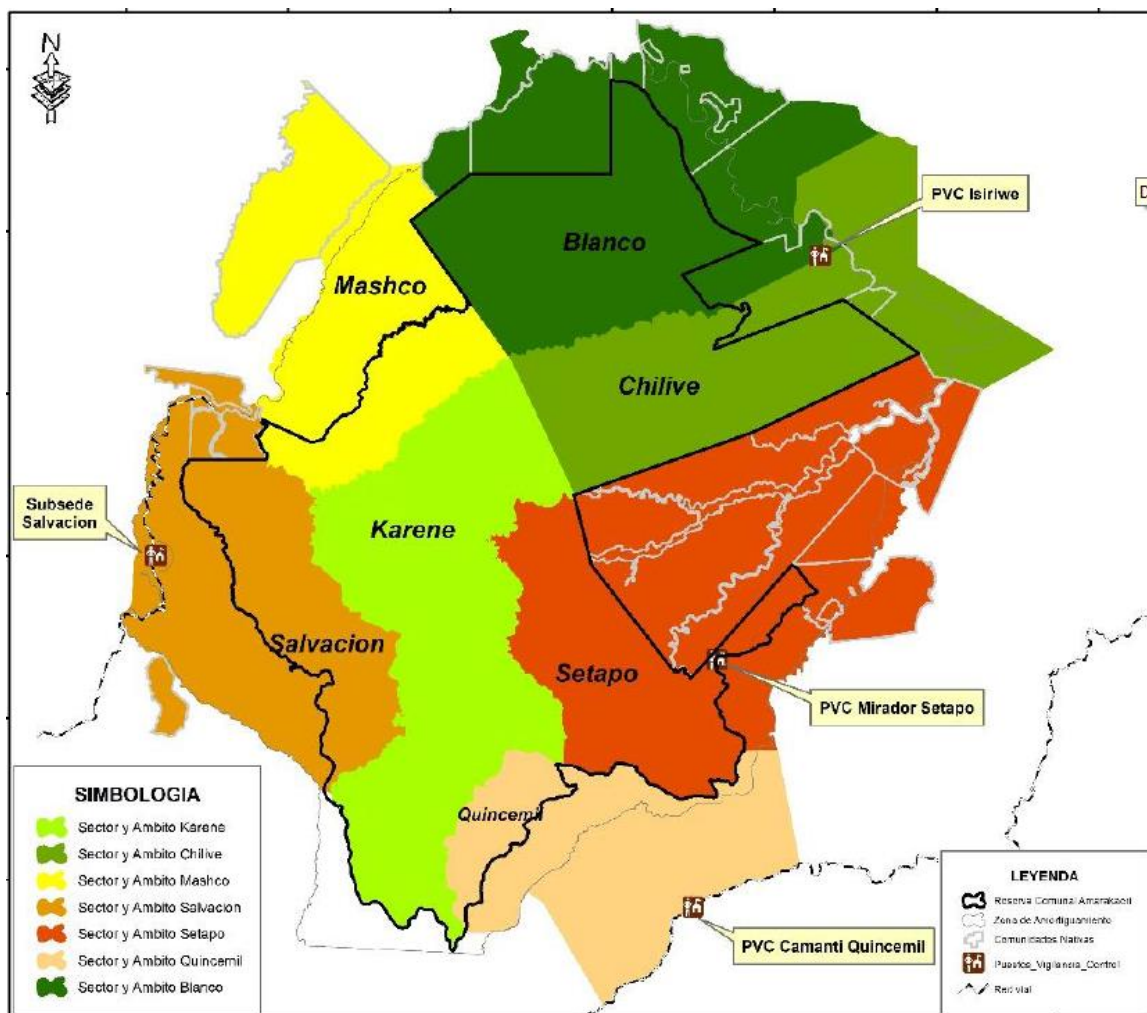 N
PVC Isiriwe
D
Blanco
Mashco
Chilive
Subsede
Salvacion
Karene
Salvacion
Setapo
PVC Mirador Setapo
Quincemil
PVC Camanti Quincemil
SIMBOLOGIA
Sector y Ambito Karene
Sector y Ambito Chilive
Sector y Ambito Mashco
Sector y Ambito Salvacion
Sector y Ambito Setapo
Sector y Ambito Quincemil
Sector y Ambito Blanco
LEYENDA
Reserva Comunal Amarakaeri
Zona de Amortiguamiento
Comunidades Nativas
Puestos_Vigilancia_Control
Red vial